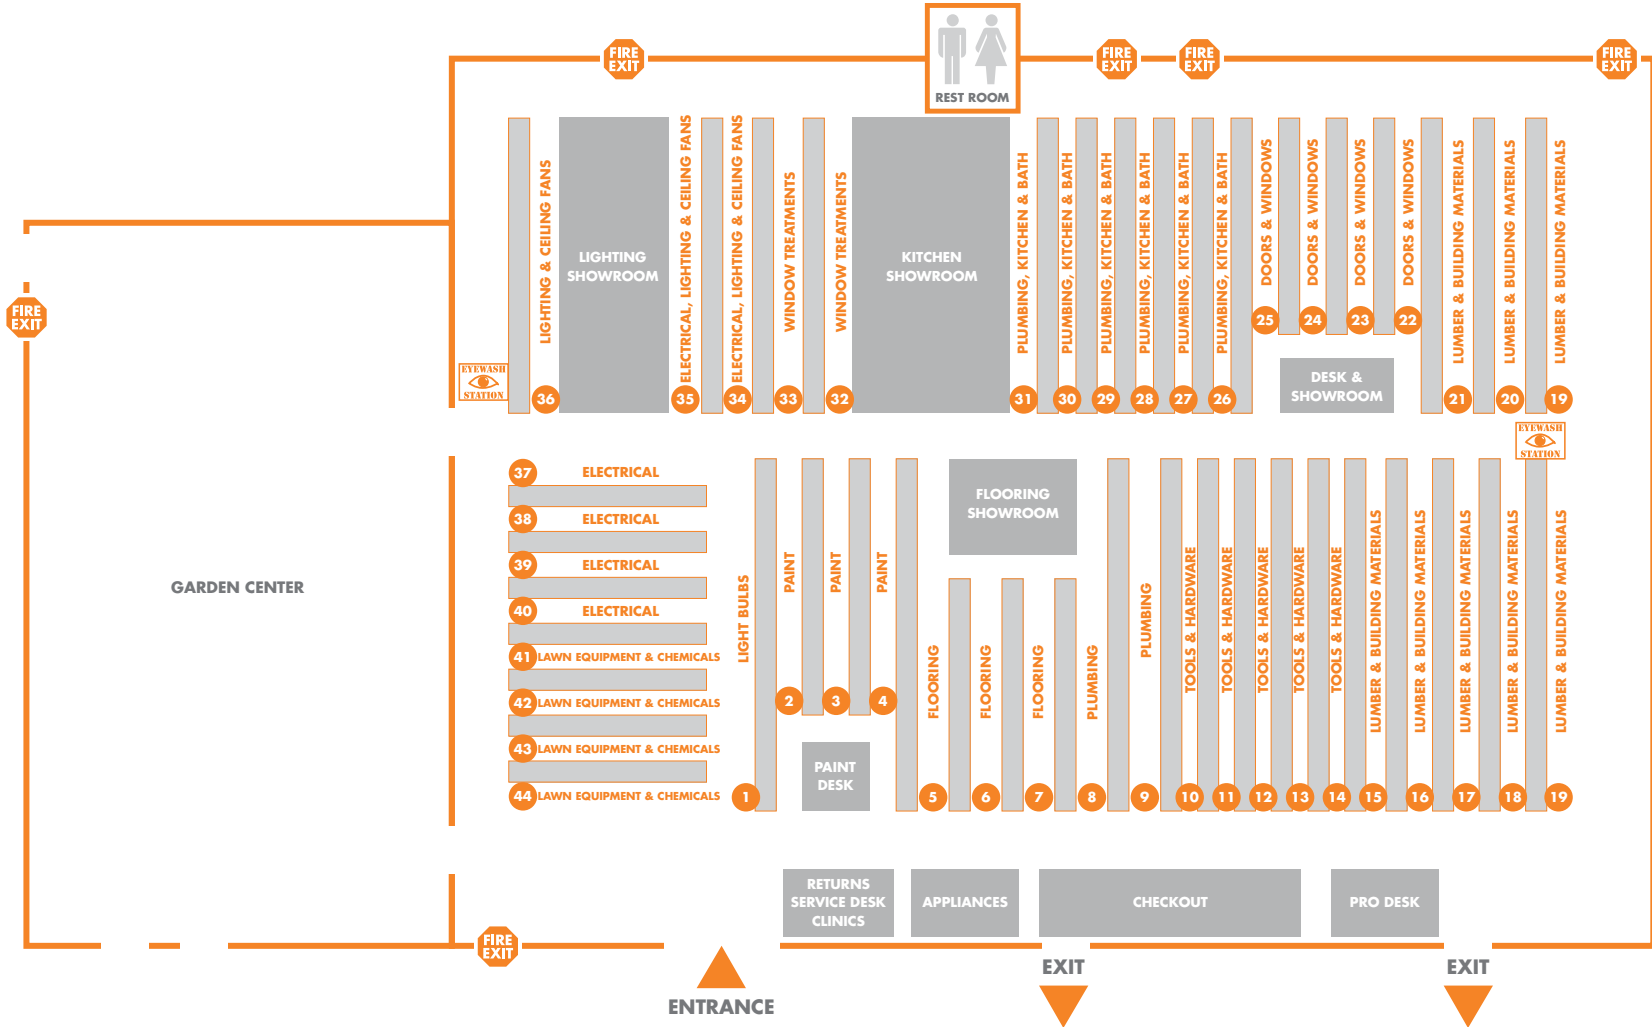 FIRE
EXIT
FIRE
EXIT
FIRE
EXIT
FIRE
EXIT
REST ROOM
LIGHTING & CEILING FANS
LIGHTING
SHOWROOM
ELECTRICAL, LIGHTING & CEILING FANS
ELECTRICAL, LIGHTING & CEILING FANS
WINDOW TREATMENTS
WINDOW TREATMENTS
KITCHEN
SHOWROOM
PLUMBING, KITCHEN & BATH
PLUMBING, KITCHEN & BATH
PLUMBING, KITCHEN & BATH
PLUMBING, KITCHEN & BATH
PLUMBING, KITCHEN & BATH
PLUMBING, KITCHEN & BATH
DOORS & WINDOWS
DOORS & WINDOWS
DOORS & WINDOWS
DOORS & WINDOWS
LUMBER & BUILDING MATERIALS
LUMBER & BUILDING MATERIALS
LUMBER & BUILDING MATERIALS
FIRE
EXIT
25
24
23
22
EYEWASH
STATION
DESK &
SHOWROOM
36
35
34
33
32
31
30
29
28
27
26
21
20
19
EYEWASH
STATION
37
ELECTRICAL
38
ELECTRICAL
39
ELECTRICAL
40
ELECTRICAL
41
LAWN EQUIPMENT & CHEMICALS
42
LAWN EQUIPMENT & CHEMICALS
43
LAWN EQUIPMENT & CHEMICALS
44
LAWN EQUIPMENT & CHEMICALS
GARDEN CENTER
FLOORING
SHOWROOM
LIGHT BULBS
PAINT
PAINT
PAINT
FLOORING
FLOORING
FLOORING
PLUMBING
PLUMBING
TOOLS & HARDWARE
TOOLS & HARDWARE
TOOLS & HARDWARE
TOOLS & HARDWARE
TOOLS & HARDWARE
LUMBER & BUILDING MATERIALS
LUMBER & BUILDING MATERIALS
LUMBER & BUILDING MATERIALS
LUMBER & BUILDING MATERIALS
LUMBER & BUILDING MATERIALS
2
3
4
PAINT
DESK
1
5
6
7
8
9
10
11
12
13
14
15
16
17
18
19
RETURNS
SERVICE DESK
CLINICS
APPLIANCES
CHECKOUT
PRO DESK
FIRE
EXIT
ENTRANCE
EXIT
EXIT